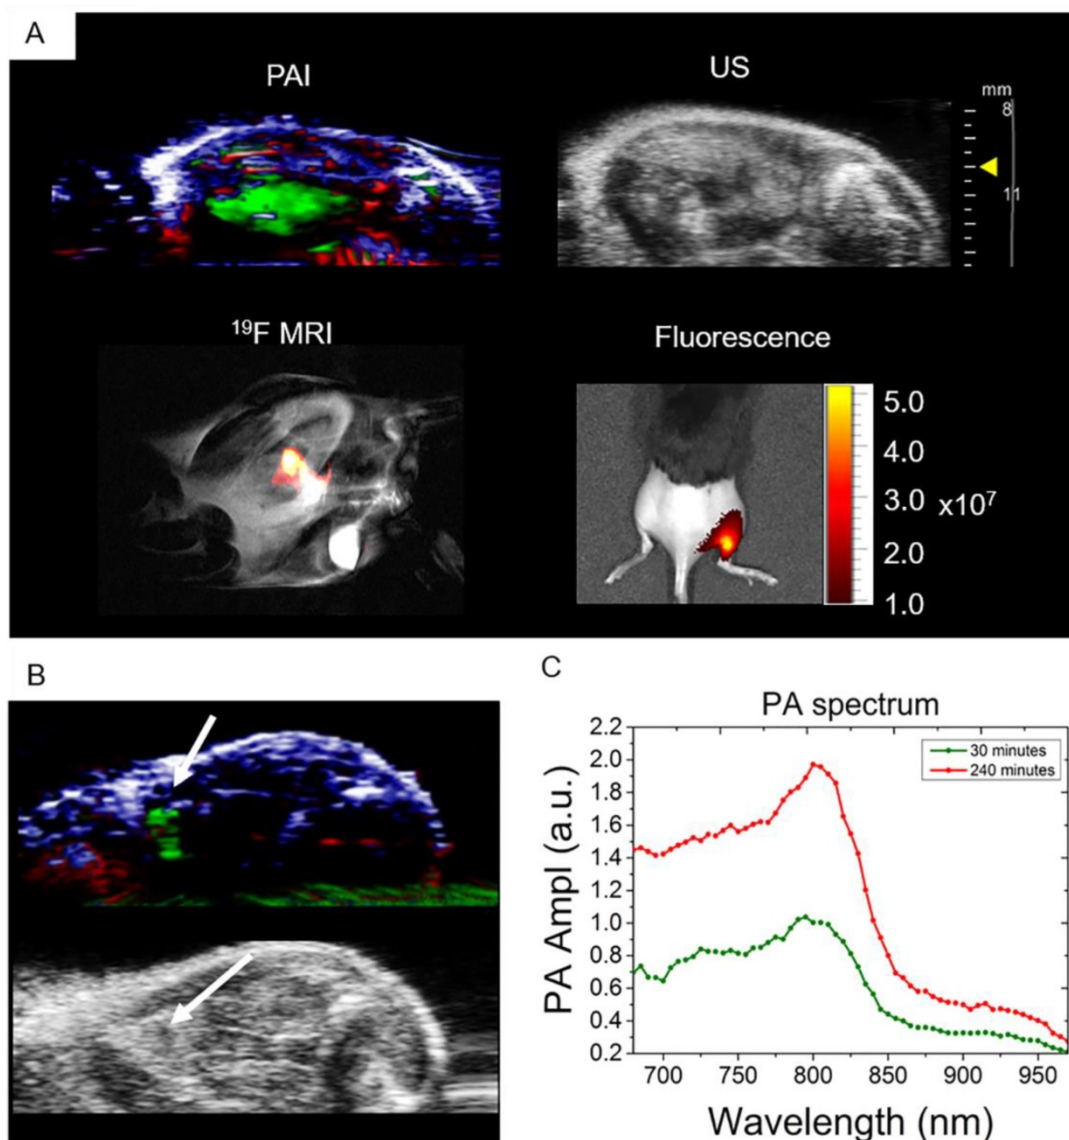 A
PAI
US
mm
8
11
¹⁹F MRI
Fluorescence
5.0
4.0
3.0
x10⁷
2.0
1.0
B
C
PA spectrum
2.2
2.0
1.8
1.6
1.4
1.2
1.0
0.8
0.6
0.4
0.2
30 minutes
240 minutes
PA Ampl (a.u.)
700 750 800 850 900 950
Wavelength (nm)